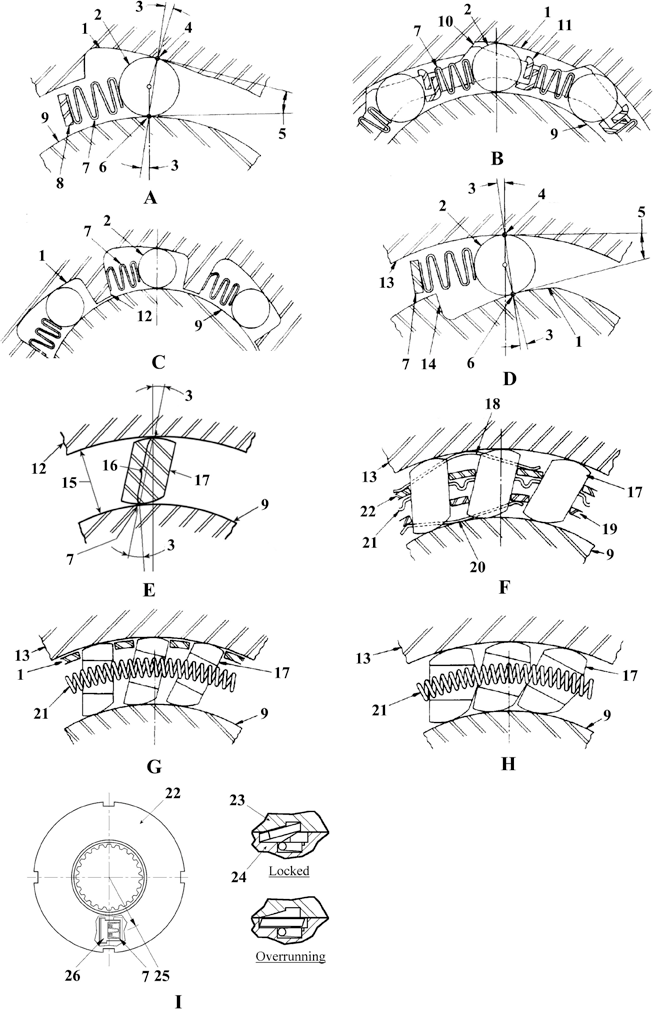 3
2 4
1
9
5
8 7 6 3
A
10 2 1
7 11
9
B
2
7
1
12 9
C
3
2 4
5
13
7 14 6 3 1
D
3
12
16
15 17
9
7 3
E
18
13
17
22
21 19
20 9
F
13
1
17
21
9
G
13
17
21
9
H
22
26 7 25
I
23
24
Locked
Overrunning